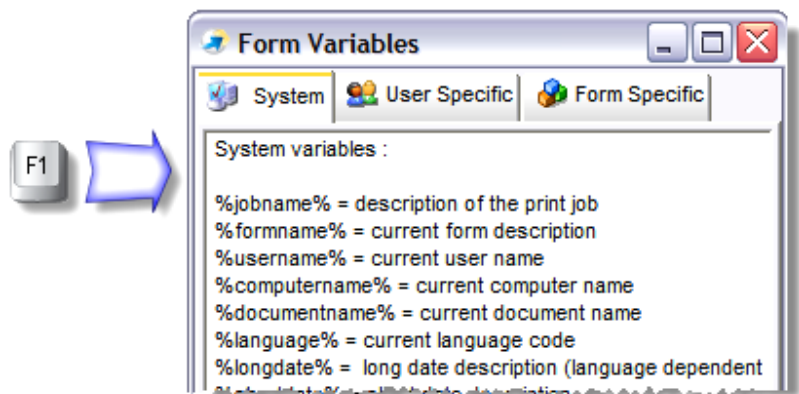 Form Variables
System
User Specific
Form Specific
F1
System variables :
%jobname% = description of the print job
%formname% = current form description
%username% = current user name
%computername% = current computer name
%documentname% = current document name
%language% = current language code
%longdate% =  long date description (language dependent